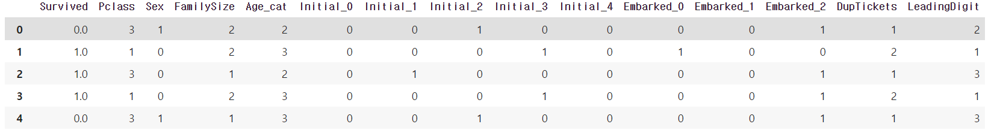 Survived Pclass Sex FamilySize Age_cat Initial_0 Initial_1 Initial_2 Initial_3 Initial_4 Embarked_0 Embarked_1 Embarked_2 DupTickets LeadingDigit
0 0.0 3 1 2 2 0 0 1 0 0 0 0 1 1 2
1 1.0 1 0 2 3 0 0 0 1 0 1 0 0 2 1
2 1.0 3 0 1 2 0 1 0 0 0 0 0 1 1 3
3 1.0 1 0 2 3 0 0 0 1 0 0 0 1 2 1
4 0.0 3 1 1 3 0 0 1 0 0 0 0 1 1 3